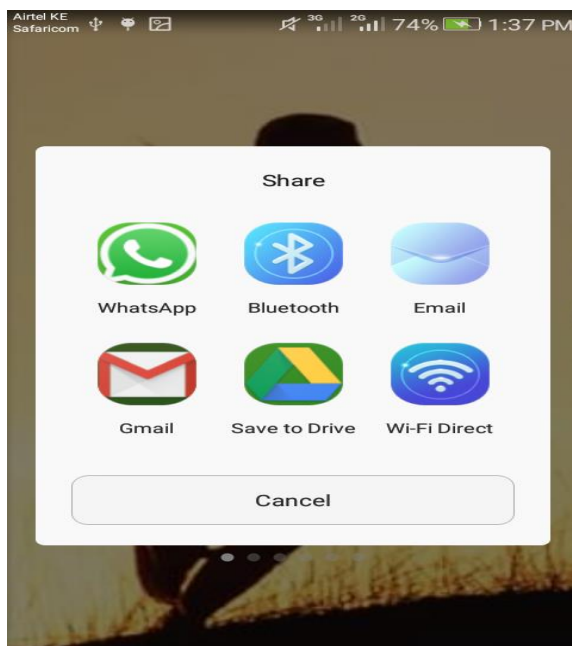 Airtel KE
Safaricom 3G 2G 74% 1:37 PM
Share
WhatsApp Bluetooth Email
Gmail Save to Drive Wi-Fi Direct
Cancel